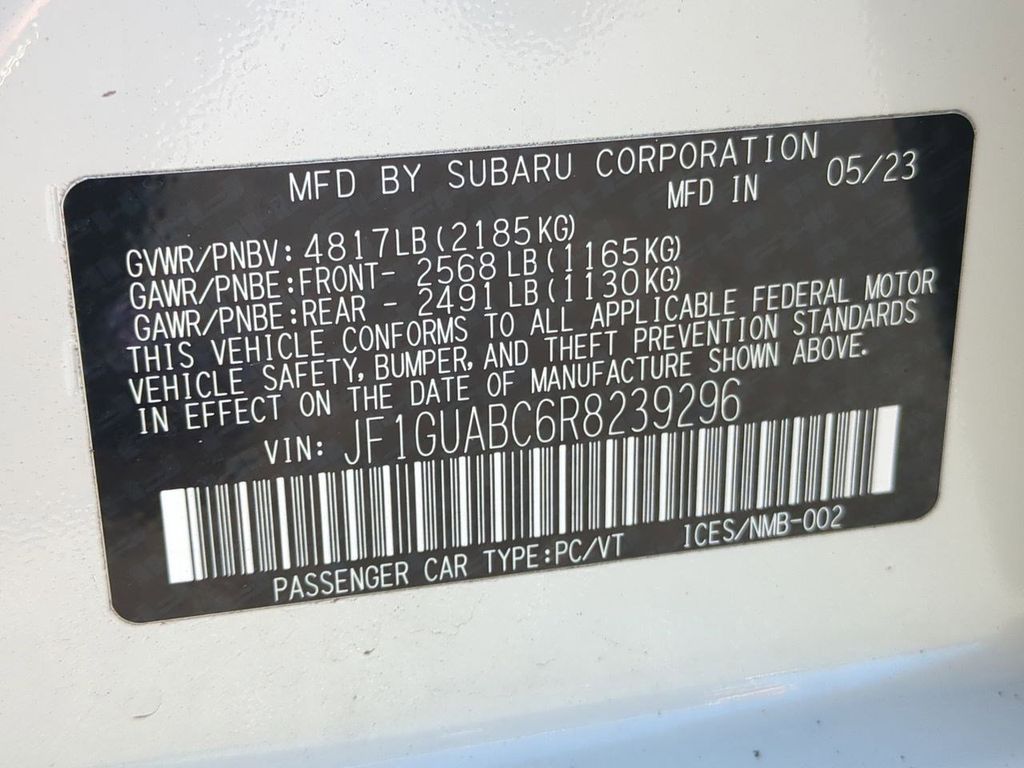 MFD BY SUBARU CORPORATION
MFD IN 05/23
GVWR/PNBV: 4817LB(2185KG)
GAWR/PNBE:FRONT- 2568 LB(1165KG)
GAWR/PNBE:REAR - 2491 LB(1130KG)
THIS VEHICLE CONFORMS TO ALL APPLICABLE FEDERAL MOTOR
VEHICLE SAFETY, BUMPER, AND THEFT PREVENTION STANDARDS
IN EFFECT ON THE DATE OF MANUFACTURE SHOWN ABOVE.
VIN: JF1GUABC6R8239296
PASSENGER CAR TYPE:PC/VT ICES/NMB-002